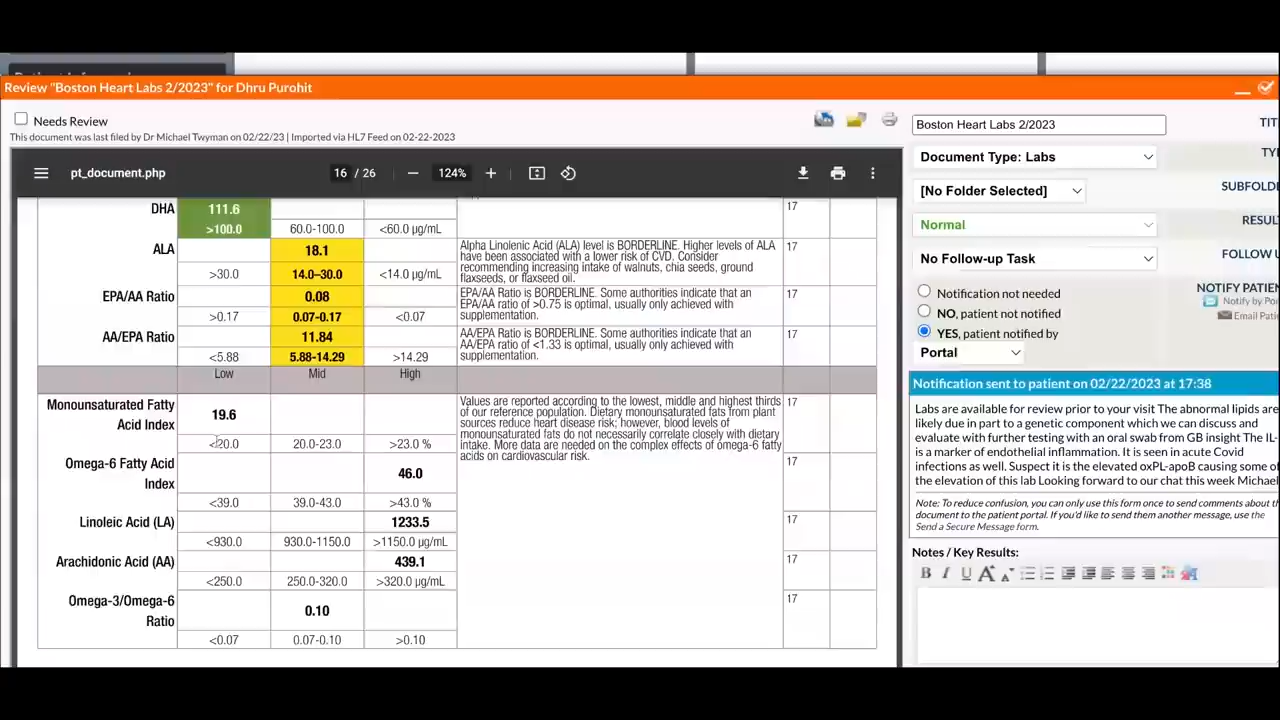 Review "Boston Heart Labs 2/2023" for Dhru Purohit
Needs Review
This document was last filed by Dr Michael Twyman on 02/22/23 | Imported via HL7 Feed on 02-22-2023
pt_document.php
16 / 26
124%
DHA 111.6 17
>100.0 60.0-100.0 <60.0 µg/mL
ALA 18.1 17
>30.0 14.0–30.0 <14.0 µg/mL
Alpha Linolenic Acid (ALA) level is BORDERLINE. Higher levels of ALA
have been associated with a lower risk of CVD. Consider
recommending increasing intake of walnuts, chia seeds, ground
flaxseeds, or flaxseed oil.
EPA/AA Ratio 0.08 17
>0.17 0.07-0.17 <0.07
EPA/AA Ratio is BORDERLINE. Some authorities indicate that an
EPA/AA ratio of >0.75 is optimal, usually only achieved with
supplementation.
AA/EPA Ratio 11.84 17
<5.88 5.88-14.29 >14.29
AA/EPA Ratio is BORDERLINE. Some authorities indicate that an
AA/EPA ratio of <1.33 is optimal, usually only achieved with
supplementation.
Low Mid High
Monounsaturated Fatty
Acid Index
19.6 17
<20.0 20.0-23.0 >23.0 %
Values are reported according to the lowest, middle and highest thirds
of our reference population. Dietary monounsaturated fats from plant
sources reduce heart disease risk; however, blood levels of
monounsaturated fats do not necessarily correlate closely with dietary
intake. More data are needed on the complex effects of omega-6 fatty
acids on cardiovascular risk.
Omega-6 Fatty Acid
Index
46.0 17
<39.0 39.0-43.0 >43.0 %
Linoleic Acid (LA) 1233.5 17
<930.0 930.0-1150.0 >1150.0 µg/mL
Arachidonic Acid (AA) 439.1 17
<250.0 250.0-320.0 >320.0 µg/mL
Omega-3/Omega-6
Ratio
0.10 17
<0.07 0.07-0.10 >0.10
Boston Heart Labs 2/2023
Document Type: Labs
[No Folder Selected]
SUBFOLD
Normal
RESUL
No Follow-up Task
FOLLOW U
NOTIFY PATIEN
Notification not needed
Notify by Po
NO, patient not notified
Email Patie
YES, patient notified by
Portal
Notification sent to patient on 02/22/2023 at 17:38
Labs are available for review prior to your visit The abnormal lipids are
likely due in part to a genetic component which we can discuss and
evaluate with further testing with an oral swab from GB insight The IL-
is a marker of endothelial inflammation. It is seen in acute Covid
infections as well. Suspect it is the elevated oxPL-apoB causing some of
the elevation of this lab Looking forward to our chat this week Michael
Note: To reduce confusion, you can only use this form once to send comments about th
document to the patient portal. If you'd like to send them another message, use the
Send a Secure Message form.
Notes / Key Results:
B I U A A